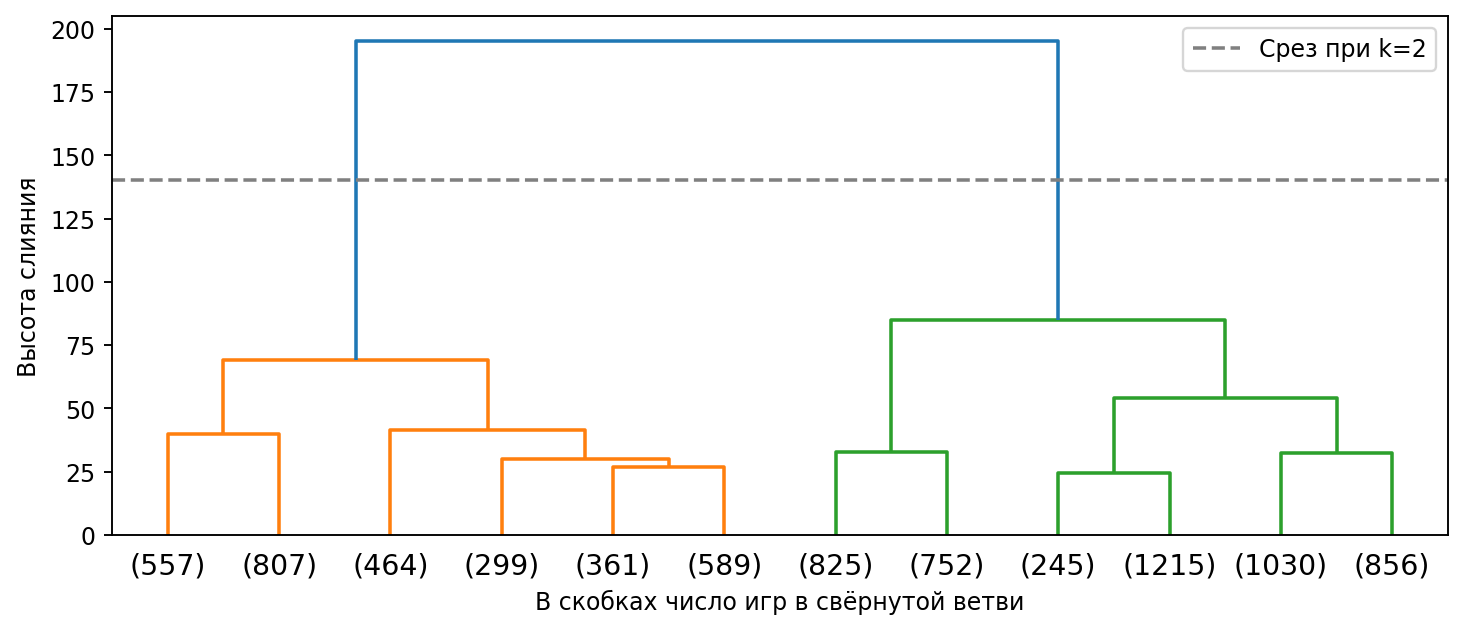 Срез при k=2
Высота слияния
200
175
150
125
100
75
50
25
0
(557) (807) (464) (299) (361) (589) (825) (752) (245) (1215) (1030) (856)
В скобках число игр в свёрнутой ветви